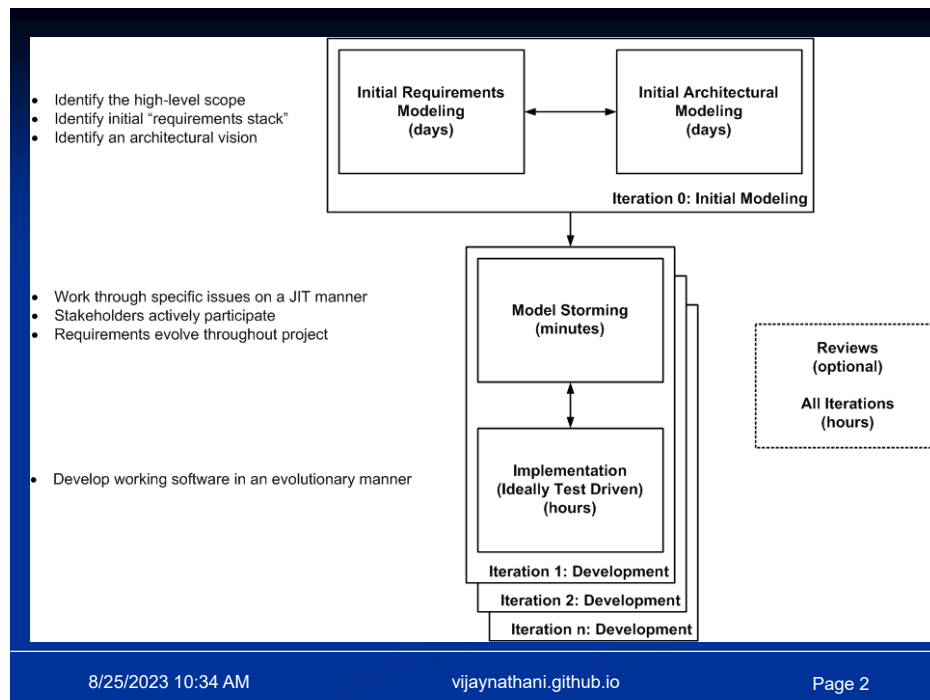 Initial Requirements
Modeling
(days)
Initial Architectural
Modeling
(days)
Iteration 0: Initial Modeling
• Identify the high-level scope
• Identify initial “requirements stack”
• Identify an architectural vision
• Work through specific issues on a JIT manner
• Stakeholders actively participate
• Requirements evolve throughout project
Model Storming
(minutes)
Reviews
(optional)
All Iterations
(hours)
• Develop working software in an evolutionary manner
Implementation
(Ideally Test Driven)
(hours)
Iteration 1: Development
Iteration 2: Development
Iteration n: Development
8/25/2023 10:34 AM
vijaynathani.github.io
Page 2